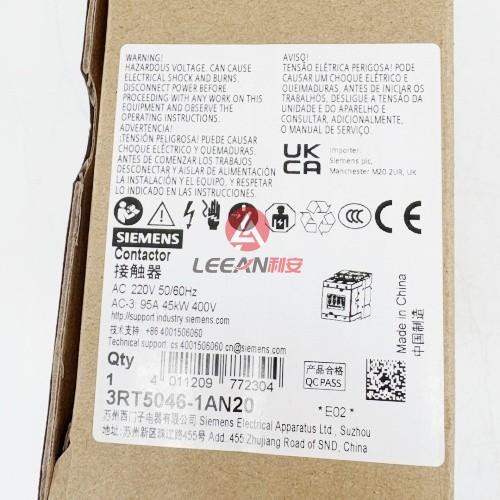 WARNING!
HAZARDOUS VOLTAGE. CAN CAUSE
ELECTRICAL SHOCK AND BURNS.
DISCONNECT POWER BEFORE
PROCEEDING WITH ANY WORK ON THIS
EQUIPMENT AND OBSERVE THE
OPERATING INSTRUCTIONS.
ADVERTENCIA!
¡TENSIÓN PELIGROSA! PUEDE CAUSAR
CHOQUE ELÉCTRICO Y QUEMADURAS
ANTES DE COMENZAR LOS TRABAJOS
DESCONECTAR Y AISLAR DE ALIMENTACIÓN
LA INSTALACIÓN Y EL EQUIPO, Y RESPETAR
LO INDICADO EN LAS INSTRUCCIONES.
AVISO!
TENSÃO ELÉTRICA PERIGOSA! PODE
CAUSAR UM CHOQUE ELÉTRICO E
QUEIMADURAS. ANTES DE INICIAR OS
TRABALHOS, DESLIGUE A TENSÃO DA
UNIDADE E DO APARELHO E
CONSULTAR, ADICIONALMENTE,
O MANUAL DE SERVIÇO.
UK
CA
Importer:
Siemens plc,
Manchester M20 2UR, UK
CCC
SIEMENS
LEEAN利安
Contactor
接触器
AC 220V 50/60Hz
AC-3: 95A 45kW 400V
http://support.industry.siemens.com
技术支持: +86 4001506060
Technical support: cs.4001506060.cn@siemens.com
Made in China
中国制造
产品合格
QC PASS
Qty
1
4 011209 772304
3RT5046-1AN20
*E02*
苏州西门子电器有限公司 Siemens Electrical Apparatus Ltd., Suzhou
地址: 苏州新区珠江路455号 Add: 455 Zhujiang Road of SND, China